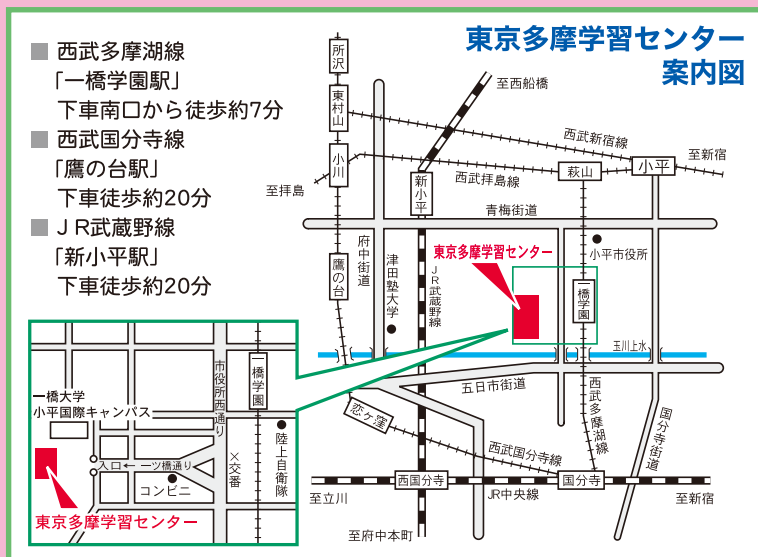 東京多摩学習センター
案内図
■ 西武多摩湖線
「一橋学園駅」
下車南口から徒歩約7分
■ 西武国分寺線
「鷹の台駅」
下車徒歩約20分
■ JR武蔵野線
「新小平駅」
下車徒歩約20分
所沢
東村山
小川
至拝島
鷹の台
府中街道
津田塾大学
新小平
JR武蔵野線
至西船橋
西武新宿線
至新宿
小平
萩山
西武拝島線
青梅街道
小平市役所
東京多摩学習センター
一橋学園
玉川上水
五日市街道
西武多摩湖線
恋ヶ窪
西武国分寺線
国分寺街道
至立川
西国分寺
JR中央線
国分寺
至新宿
至府中本町
一橋大学
小平国際キャンパス
市役所西通り
一橋学園
入口← 一ツ橋通り
×交番
陸上自衛隊
コンビニ
東京多摩学習センター